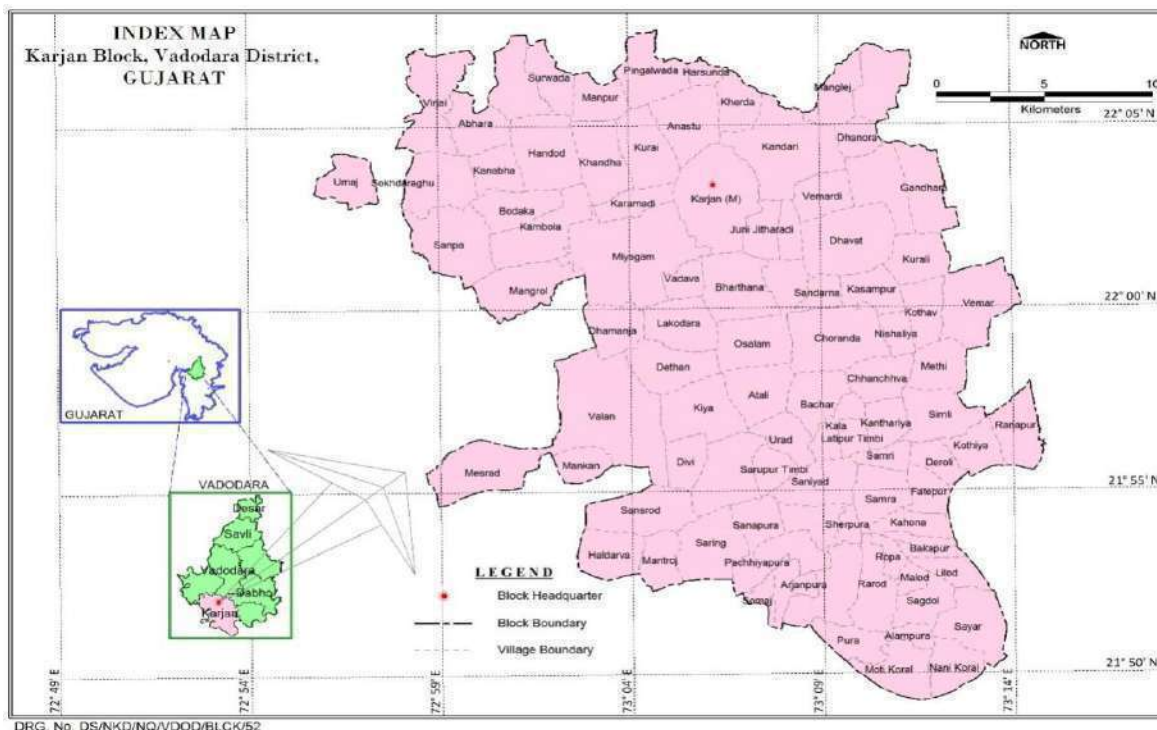 INDEX MAP
Karjan Block, Vadodara District,
GUJARAT
NORTH
0 5 10
Kilometers
22° 05' N
22° 00' N
21° 55' N
21° 50' N
72° 49' E
72° 54' E
72° 59' E
73° 04' E
73° 09' E
73° 14' E
Surwada
Pingalwada
Harsunda
Manglej
Virjai
Manpur
Kherda
Abhara
Anastu
Dhanora
Handod
Khandha
Kurai
Kandari
Kanabha
Umaj
Sokhdaraghu
Gandhara
Karjan (M)
Vemardi
Bodaka
Karamadi
Kambola
Juni Jitharadi
Sanpa
Dhavat
Miyagam
Kurali
Vadava
Bharthana
Sandarna
Kasampur
Mangrol
Vemar
Kothav
Dhamanja
Lakodara
Osalam
Choranda
Nishaliya
Dethan
Methi
Chhanchhva
Atali
Kiya
Bachar
Valan
Simli
Ranapur
Kala
Kanthariya
Urad
Latipur Timbi
Kothiya
Samri
Deroli
Mesrad
Mankan
Divi
Sarupur Timbi
Saniyad
Fatepur
Samra
Sansrod
Sanapura
Sherpura
Kahona
Saring
Haldarva
Mantroj
Pachhiyapura
Ropa
Bakapur
Arjanpura
Rarod
Malod
Lilod
Somaj
Sagdol
Sayar
Pura
Alampura
Moti Koral
Nani Koral
GUJARAT
VADODARA
Desar
Savli
Vadodara
Dabhoi
Karjan
LEGEND
Block Headquarter
Block Boundary
Village Boundary
DRG. No. DS/NKD/NQ/VDOD/BLCK/52